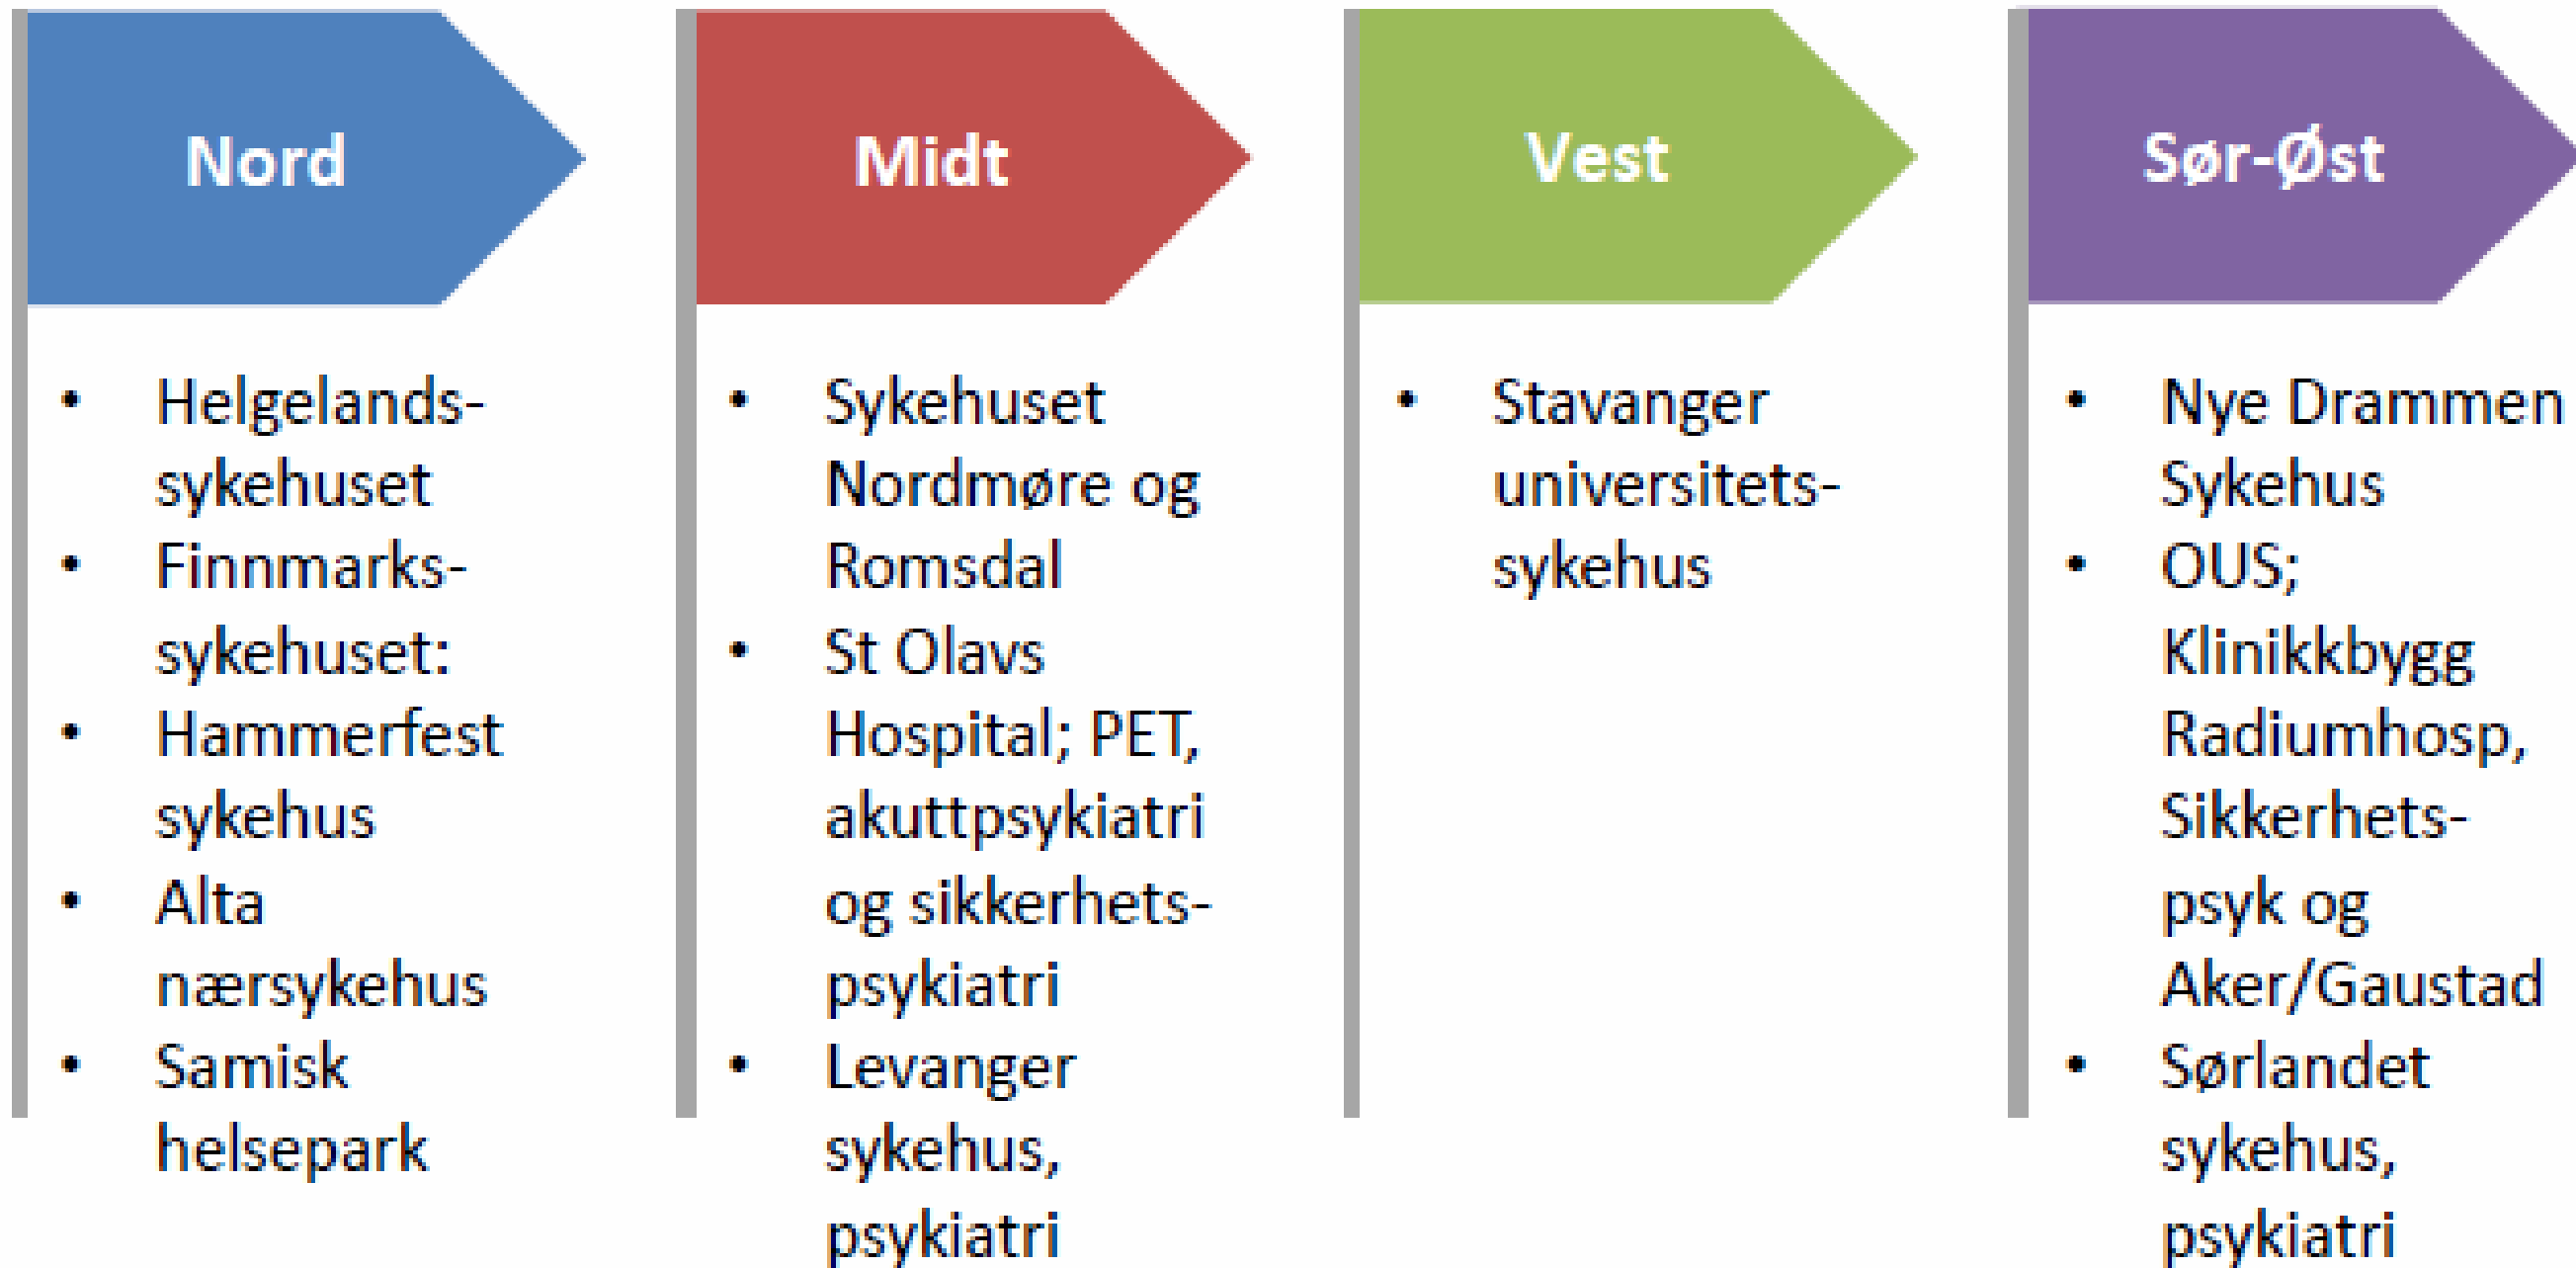 Nord
• Helgelands-
sykehuset
• Finnmarks-
sykehuset:
• Hammerfest
sykehus
• Alta
nærsykehus
• Samisk
helsepark
Midt
• Sykehuset
Nordmøre og
Romsdal
• St Olavs
Hospital; PET,
akuttpsykiatri
og sikkerhets-
psykiatri
• Levanger
sykehus,
psykiatri
Vest
• Stavanger
universitets-
sykehus
Sør-Øst
• Nye Drammen
Sykehus
• OUS;
Klinikkbygg
Radiumhosp,
Sikkerhets-
psyk og
Aker/Gaustad
• Sørlandet
sykehus,
psykiatri